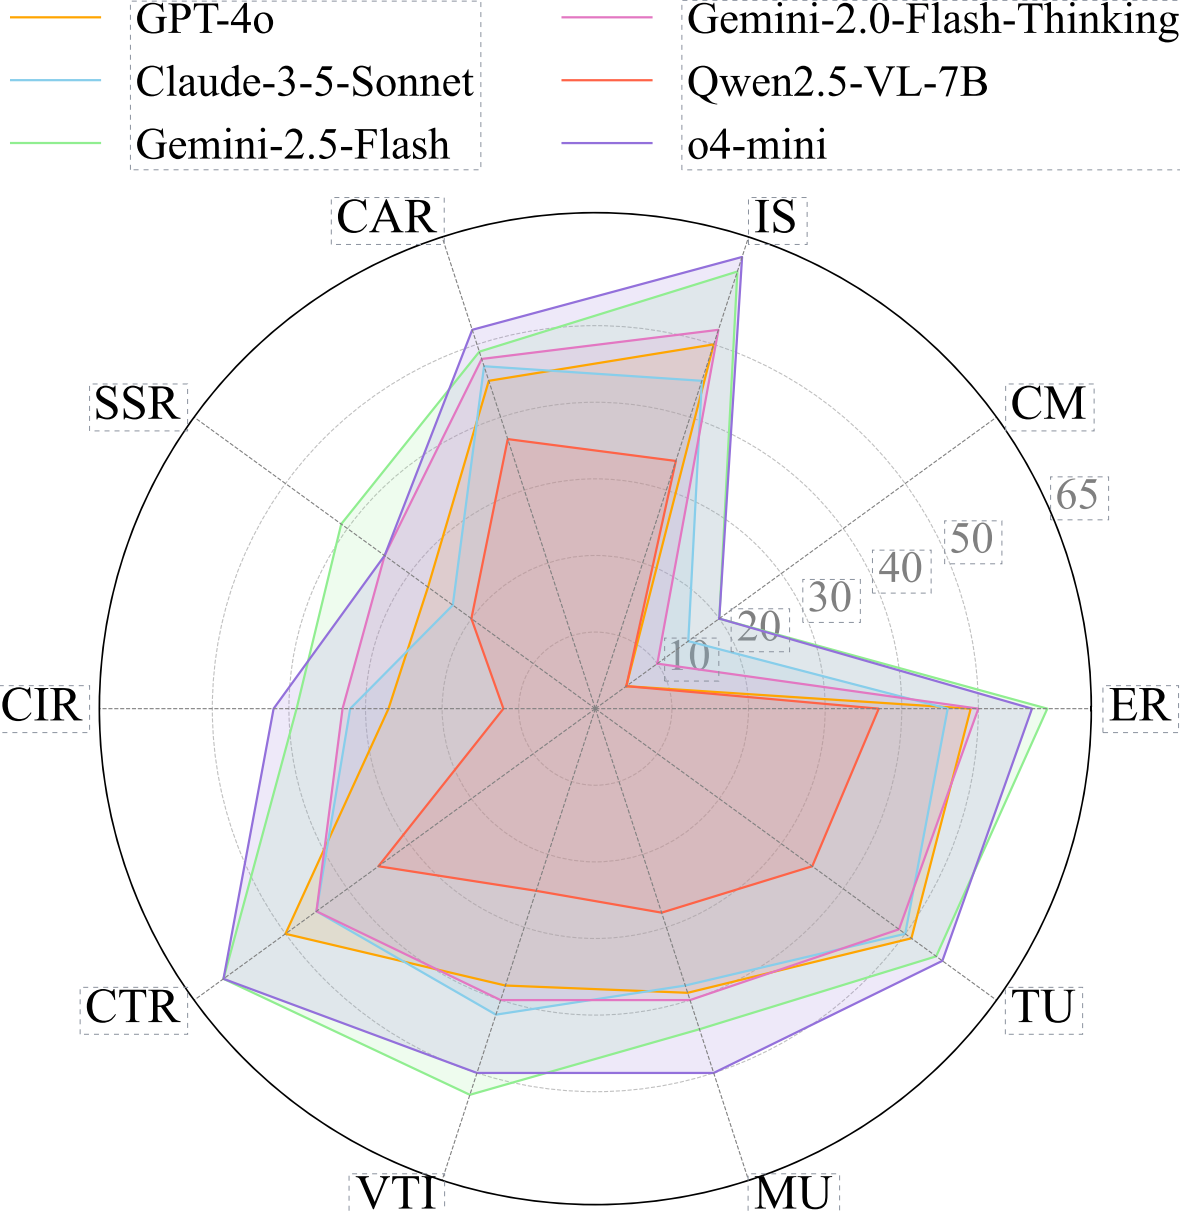 GPT-4o
Claude-3-5-Sonnet
Gemini-2.5-Flash
Gemini-2.0-Flash-Thinking
Qwen2.5-VL-7B
o4-mini
CAR
IS
SSR
CM
65
50
40
30
20
10
CIR
ER
CTR
TU
VTI
MU